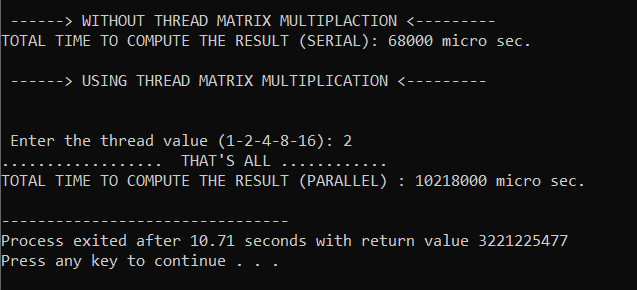 ------> WITHOUT THREAD MATRIX MULTIPLACTION <---------
TOTAL TIME TO COMPUTE THE RESULT (SERIAL): 68000 micro sec.
------> USING THREAD MATRIX MULTIPLICATION <---------
Enter the thread value (1-2-4-8-16): 2
.................. THAT'S ALL ............
TOTAL TIME TO COMPUTE THE RESULT (PARALLEL) : 10218000 micro sec.
--------------------------------
Process exited after 10.71 seconds with return value 3221225477
Press any key to continue . . .